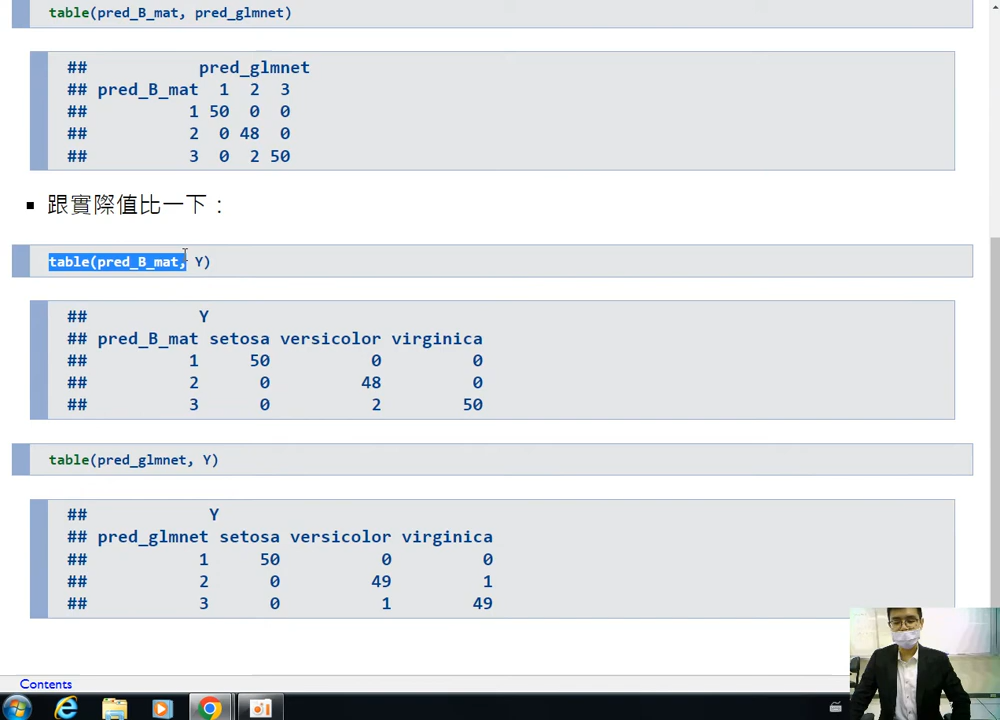 table(pred_B_mat, pred_glmnet)
## pred_glmnet
## pred_B_mat 1 2 3
## 1 50 0 0
## 2 0 48 0
## 3 0 2 50
▪ 跟實際值比一下：
table(pred_B_mat, Y)
## Y
## pred_B_mat setosa versicolor virginica
## 1 50 0 0
## 2 0 48 0
## 3 0 2 50
table(pred_glmnet, Y)
## Y
## pred_glmnet setosa versicolor virginica
## 1 50 0 0
## 2 0 49 1
## 3 0 1 49
Contents